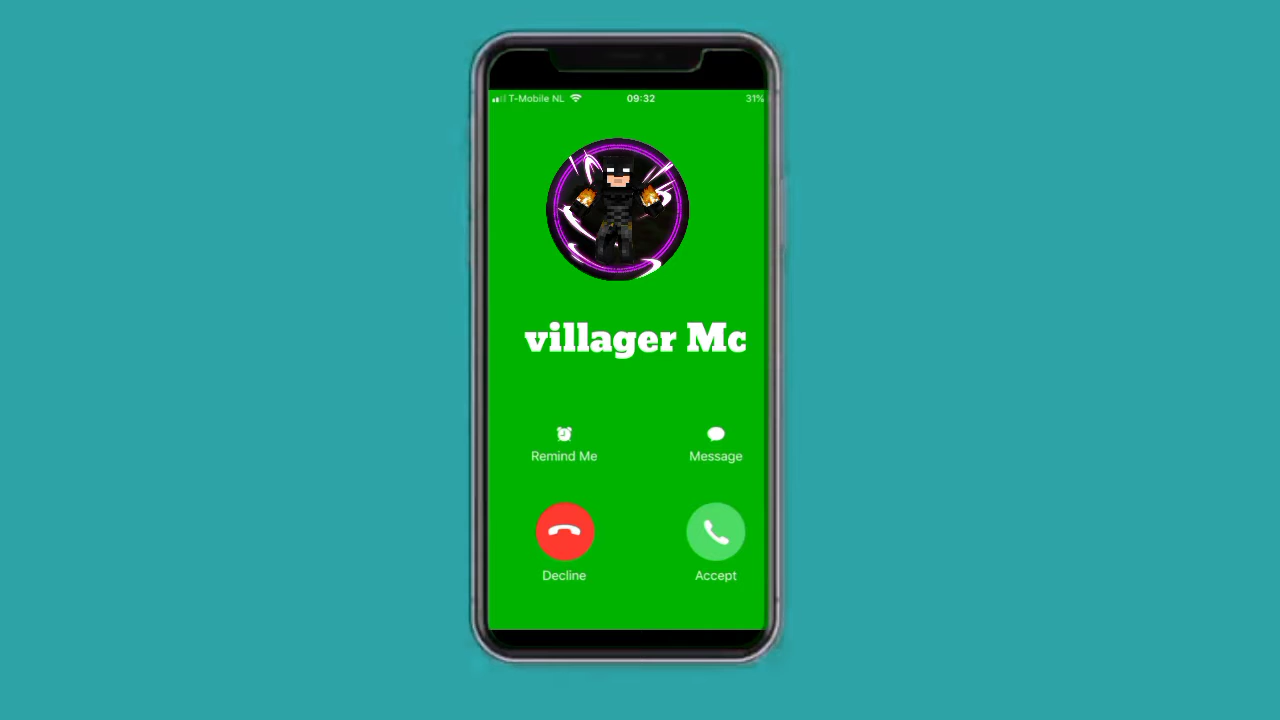 T-Mobile NL 09:32 31%
villager Mc
Remind Me Message
Decline Accept